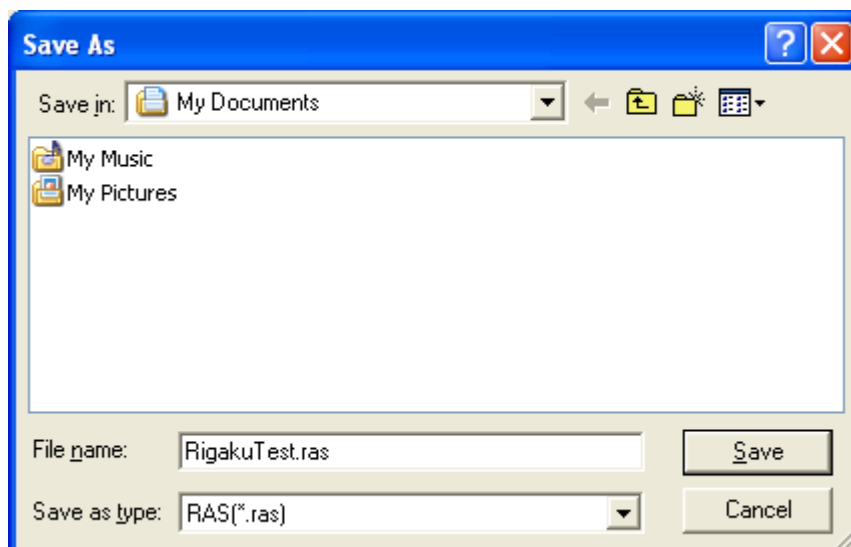 Save As
Save in: My Documents
My Music
My Pictures
File name: RigakuTest.ras Save
Save as type: RAS(*.ras) Cancel